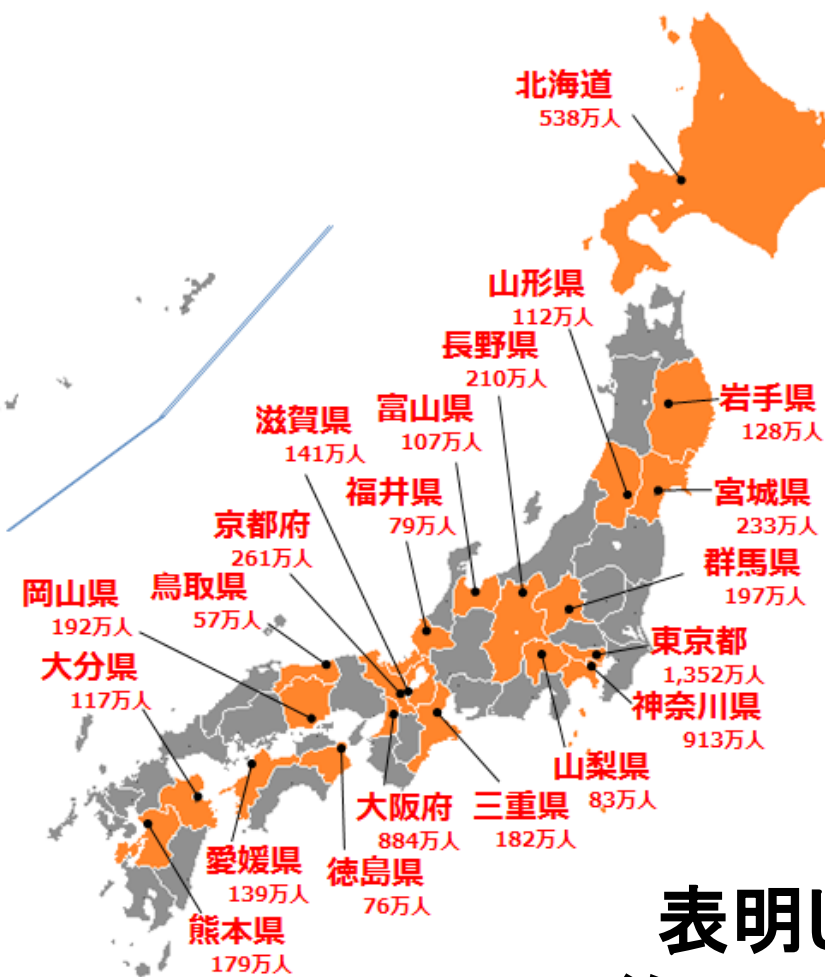 北海道
538万人
山形県
112万人
長野県
210万人
岩手県
128万人
富山県
107万人
滋賀県
141万人
福井県
79万人
宮城県
233万人
京都府
261万人
群馬県
197万人
鳥取県
57万人
岡山県
192万人
東京都
1,352万人
大分県
117万人
神奈川県
913万人
山梨県
83万人
大阪府
884万人
三重県
182万人
愛媛県
139万人
徳島県
76万人
熊本県
179万人
表明し